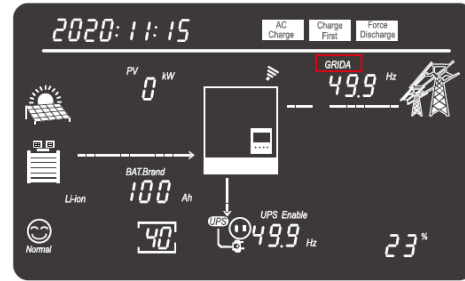 2020:11:15
AC Charge
Charge First
Force Discharge
PV 0 kW
GRIDA
49.9 Hz
BAT.Brand
Li-ion 100 Ah
UPS
UPS Enable
49.9 Hz
Normal
40
23%